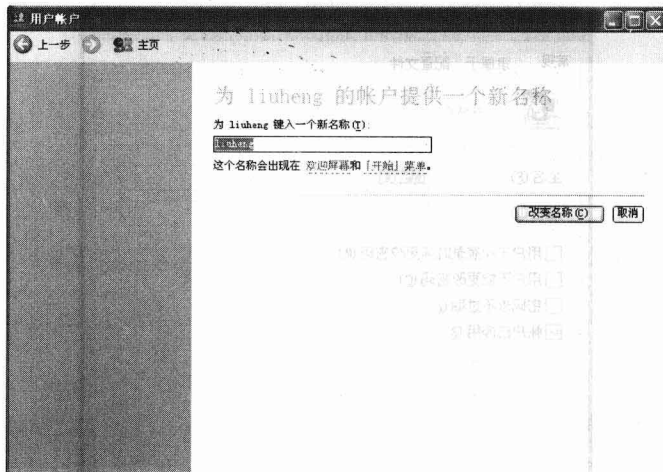 用户帐户
上一步 主页
为 liuheng 的帐户提供一个新名称
为 liuheng 键入一个新名称(T):
liuheng
这个名称会出现在 欢迎屏幕和「开始」菜单。
改变名称(C) 取消